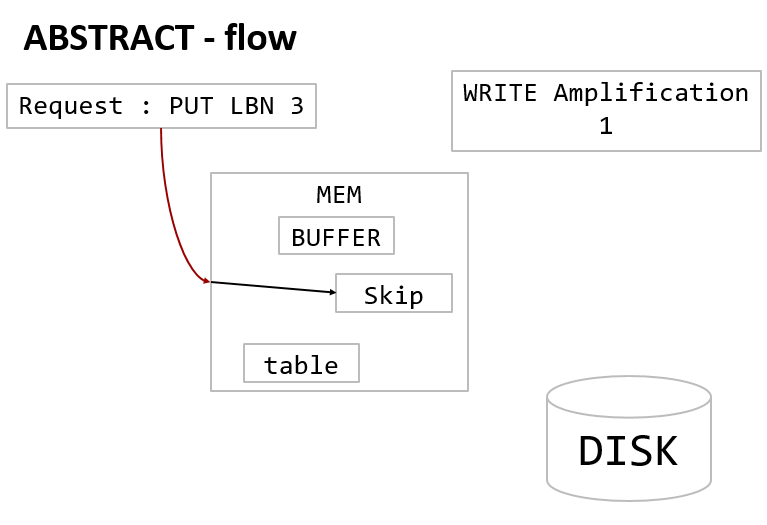 ABSTRACT - flow
Request : PUT LBN 3
WRITE Amplification
1
MEM
BUFFER
Skip
table
DISK